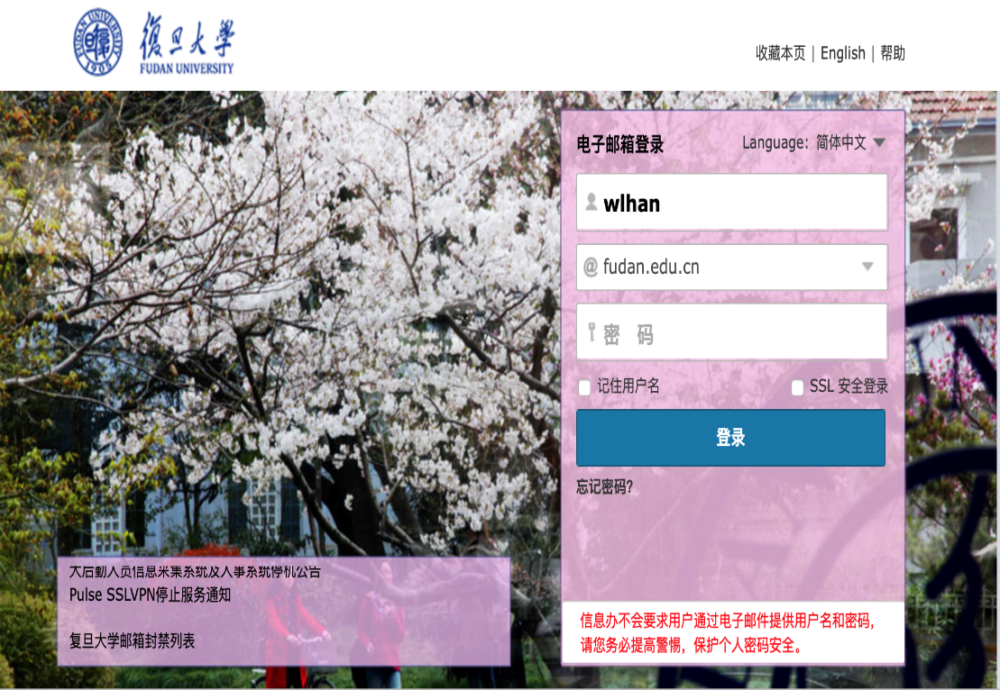 復旦大學
FUDAN UNIVERSITY
FUDAN UNIVERSITY
1905
收藏本页 | English | 帮助
电子邮箱登录
Language: 简体中文
wlhan
@ fudan.edu.cn
密 码
记住用户名
SSL 安全登录
登录
忘记密码?
人员信息采集系统及人事系统停机公告
Pulse SSLVPN停止服务通知
复旦大学邮箱封禁列表
信息办不会要求用户通过电子邮件提供用户名和密码,
请您务必提高警惕，保护个人密码安全。